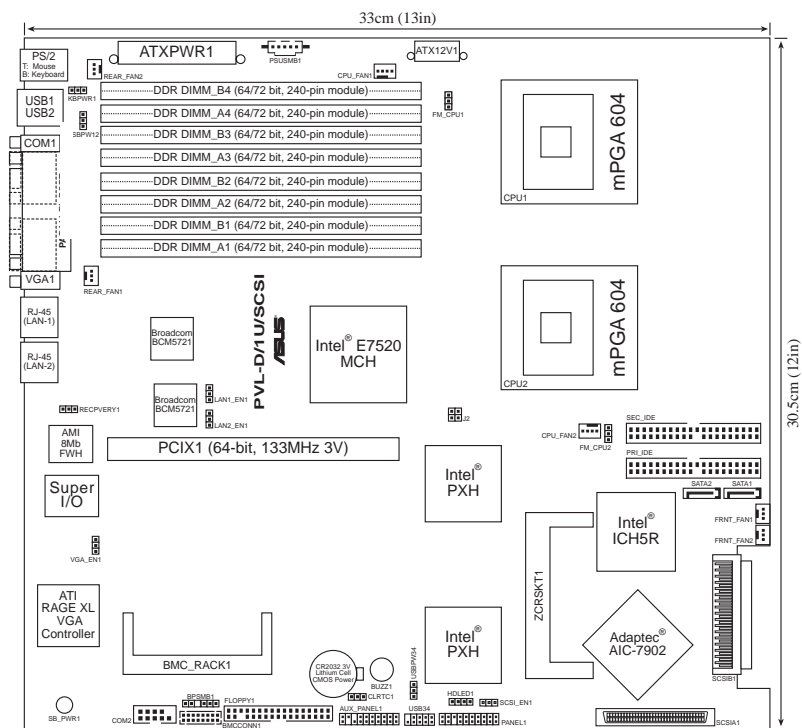 33cm (13in)
PS/2
T: Mouse
B: Keyboard
ATXPWR1
PSUSMB1
ATX12V1
REAR_FAN2
CPU_FAN1
KBPWR1
USB1
USB2
SBPW12
FM_CPU1
DDR DIMM_B4 (64/72 bit, 240-pin module)
DDR DIMM_A4 (64/72 bit, 240-pin module)
DDR DIMM_B3 (64/72 bit, 240-pin module)
DDR DIMM_A3 (64/72 bit, 240-pin module)
DDR DIMM_B2 (64/72 bit, 240-pin module)
DDR DIMM_A2 (64/72 bit, 240-pin module)
DDR DIMM_B1 (64/72 bit, 240-pin module)
DDR DIMM_A1 (64/72 bit, 240-pin module)
mPGA 604
CPU1
COM1
VGA1
REAR_FAN1
RJ-45
(LAN-1)
RJ-45
(LAN-2)
Broadcom
BCM5721
Broadcom
BCM5721
LAN1_EN1
LAN2_EN1
PVL-D/1U/SCSI
ASUS
Intel® E7520
MCH
mPGA 604
CPU2
30.5cm (12in)
RECPVERY1
J2
CPU_FAN2
FM_CPU2
SEC_IDE
PRI_IDE
AMI
8Mb
FWH
PCIX1 (64-bit, 133MHz 3V)
Super
I/O
Intel®
PXH
SATA2
SATA1
Intel®
ICH5R
FRNT_FAN1
FRNT_FAN2
VGA_EN1
ZCRSKT1
ATI
RAGE XL
VGA
Controller
BMC_RACK1
Intel®
PXH
Adaptec®
AIC-7902
SCSIB1
CR2032 3V
Lithium Cell
CMOS Power
BUZZ1
USBPW34
CLRTC1
HDLED1
SCSI_EN1
SB_PWR1
COM2
BPSMB1
FLOPPY1
BMCCONN1
AUX_PANEL1
USB34
PANEL1
SCSIA1